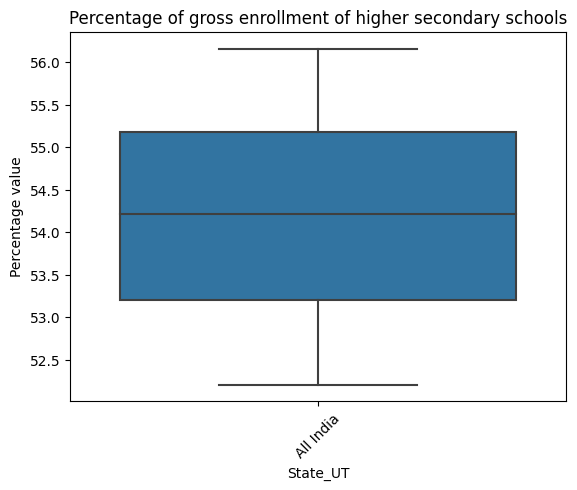 Percentage of gross enrollment of higher secondary schools
56.0
55.5
55.0
54.5
54.0
53.5
53.0
52.5
Percentage value
All India
State_UT